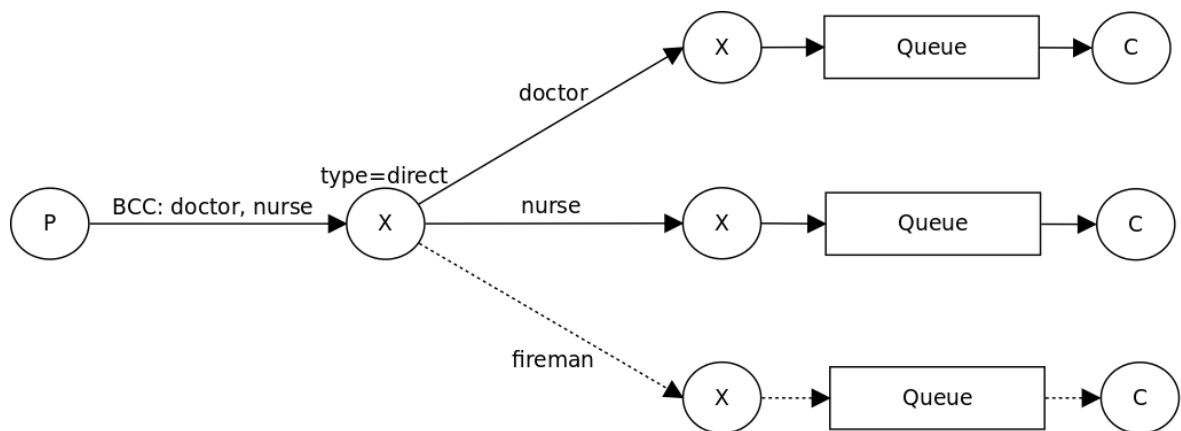 X
Queue
C
doctor
type=direct
P
BCC: doctor, nurse
X
nurse
X
Queue
C
fireman
X
Queue
C